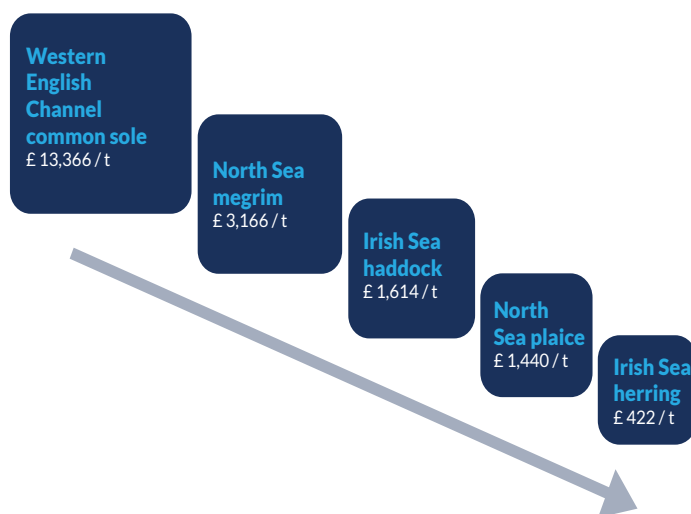 Western
English
Channel
common sole
£ 13,366 / t
North Sea
megrim
£ 3,166 / t
Irish Sea
haddock
£ 1,614 / t
North
Sea plaice
£ 1,440 / t
Irish Sea
herring
£ 422 / t